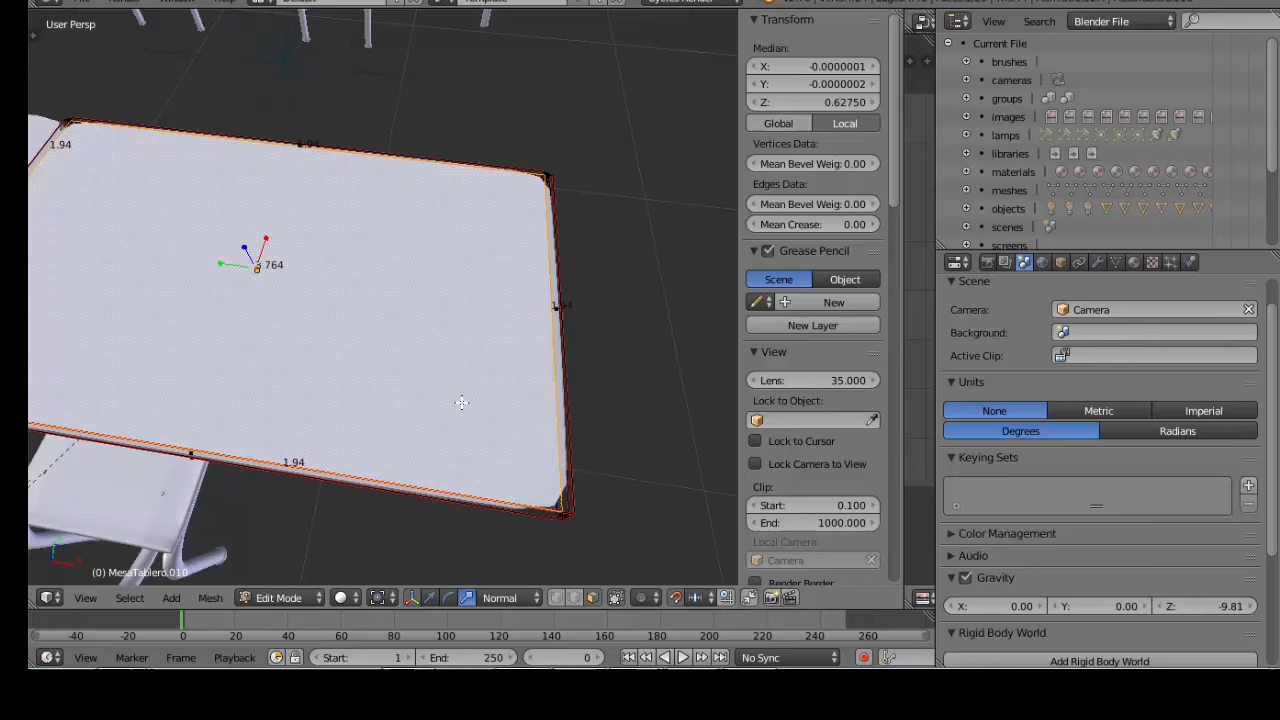 User Persp
1.94
1.94
764
1.94
1.94
(0) MesaTablero.010
Transform
Median:
X: -0.0000001
Y: -0.0000002
Z: 0.62750
Global Local
Vertices Data:
Mean Bevel Weig: 0.00
Edges Data:
Mean Bevel Weig: 0.00
Mean Crease: 0.00
Grease Pencil
Scene Object
New
New Layer
View
Lens: 35.000
Lock to Object:
Lock to Cursor
Lock Camera to View
Clip:
Start: 0.100
End: 1000.000
Local Camera:
Camera
Render Border
View Search Blender File
Current File
brushes
cameras
groups
images
lamps
libraries
materials
meshes
objects
scenes
screens
Scene
Camera: Camera
Background:
Active Clip:
Units
None Metric Imperial
Degrees Radians
Keying Sets
Color Management
Audio
Gravity
X: 0.00 Y: 0.00 Z: -9.81
Rigid Body World
Add Rigid Body World
View Select Add Mesh Edit Mode Normal
-40 -20 0 20 40 60 80 100 120 140 160 180 200 220 240 260
View Marker Frame Playback Start: 1 End: 250 0 No Sync